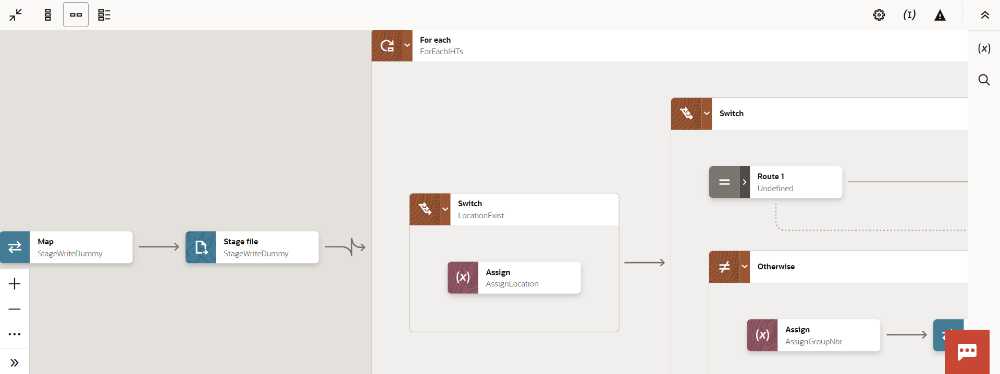 (I)
(x)
For each
ForEachIHTs
Switch
Route 1
Undefined
Switch
LocationExist
Map
StageWriteDummy
Stage file
StageWriteDummy
Otherwise
(x)
Assign
AssignLocation
(x)
Assign
AssignGroupNbr